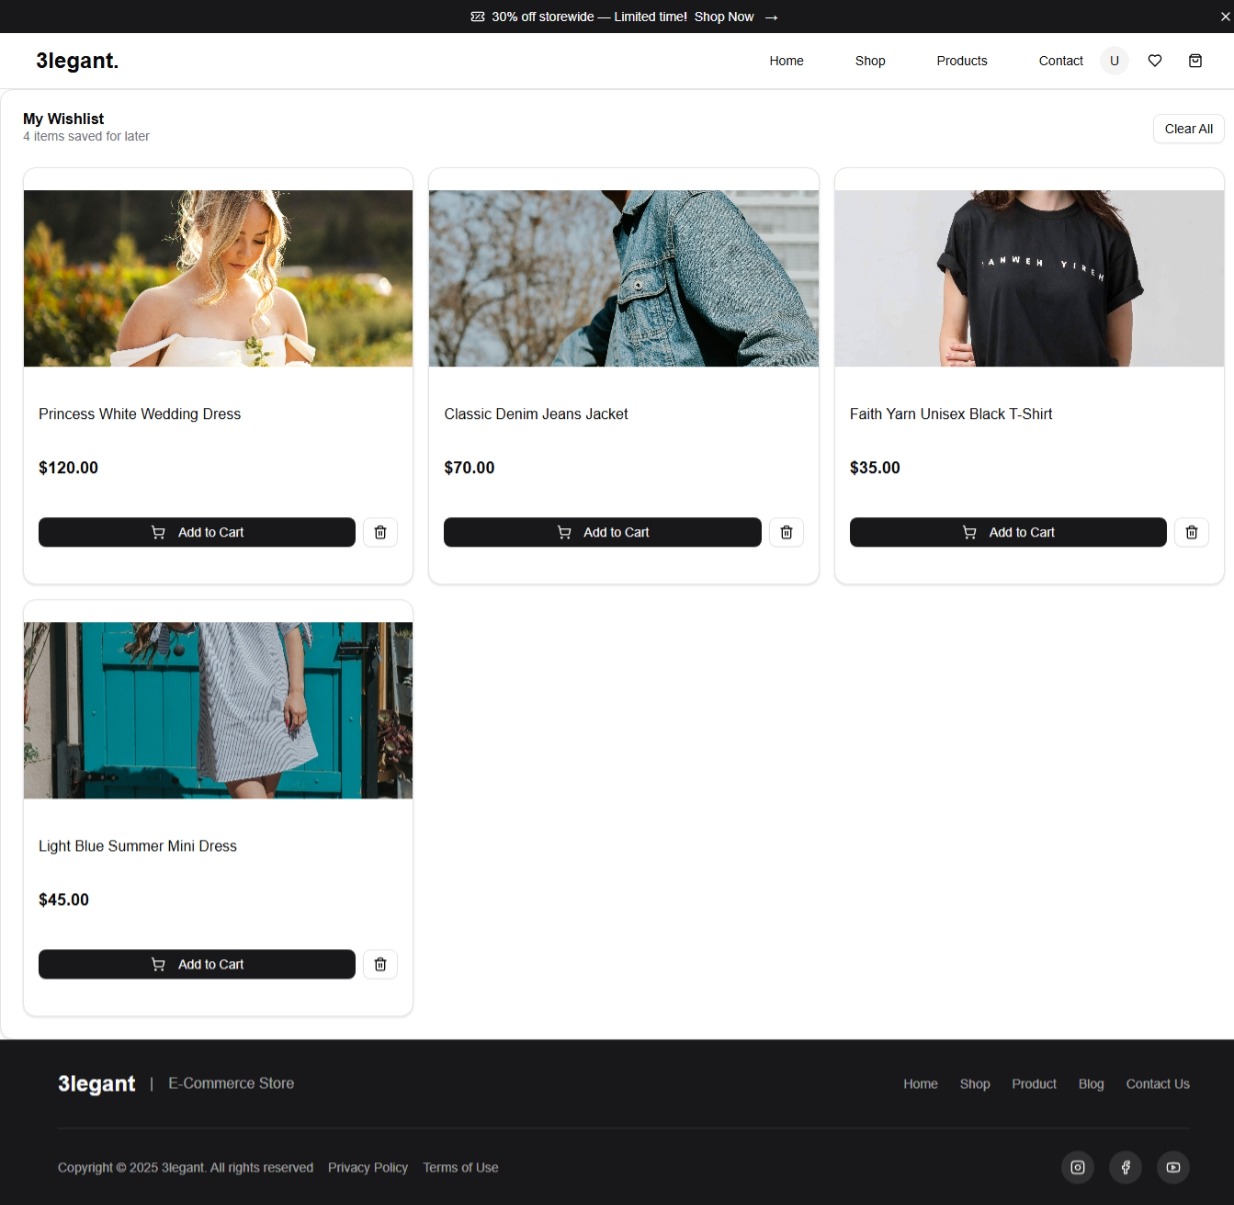 30% off storewide — Limited time! Shop Now →
3legant.
Home Shop Products Contact U
My Wishlist
4 items saved for later
Clear All
ANWEH YIREH
Princess White Wedding Dress
Classic Denim Jeans Jacket
Faith Yarn Unisex Black T-Shirt
$120.00
$70.00
$35.00
Add to Cart
Add to Cart
Add to Cart
Light Blue Summer Mini Dress
$45.00
Add to Cart
3legant | E-Commerce Store
Home Shop Product Blog Contact Us
Copyright © 2025 3legant. All rights reserved Privacy Policy Terms of Use